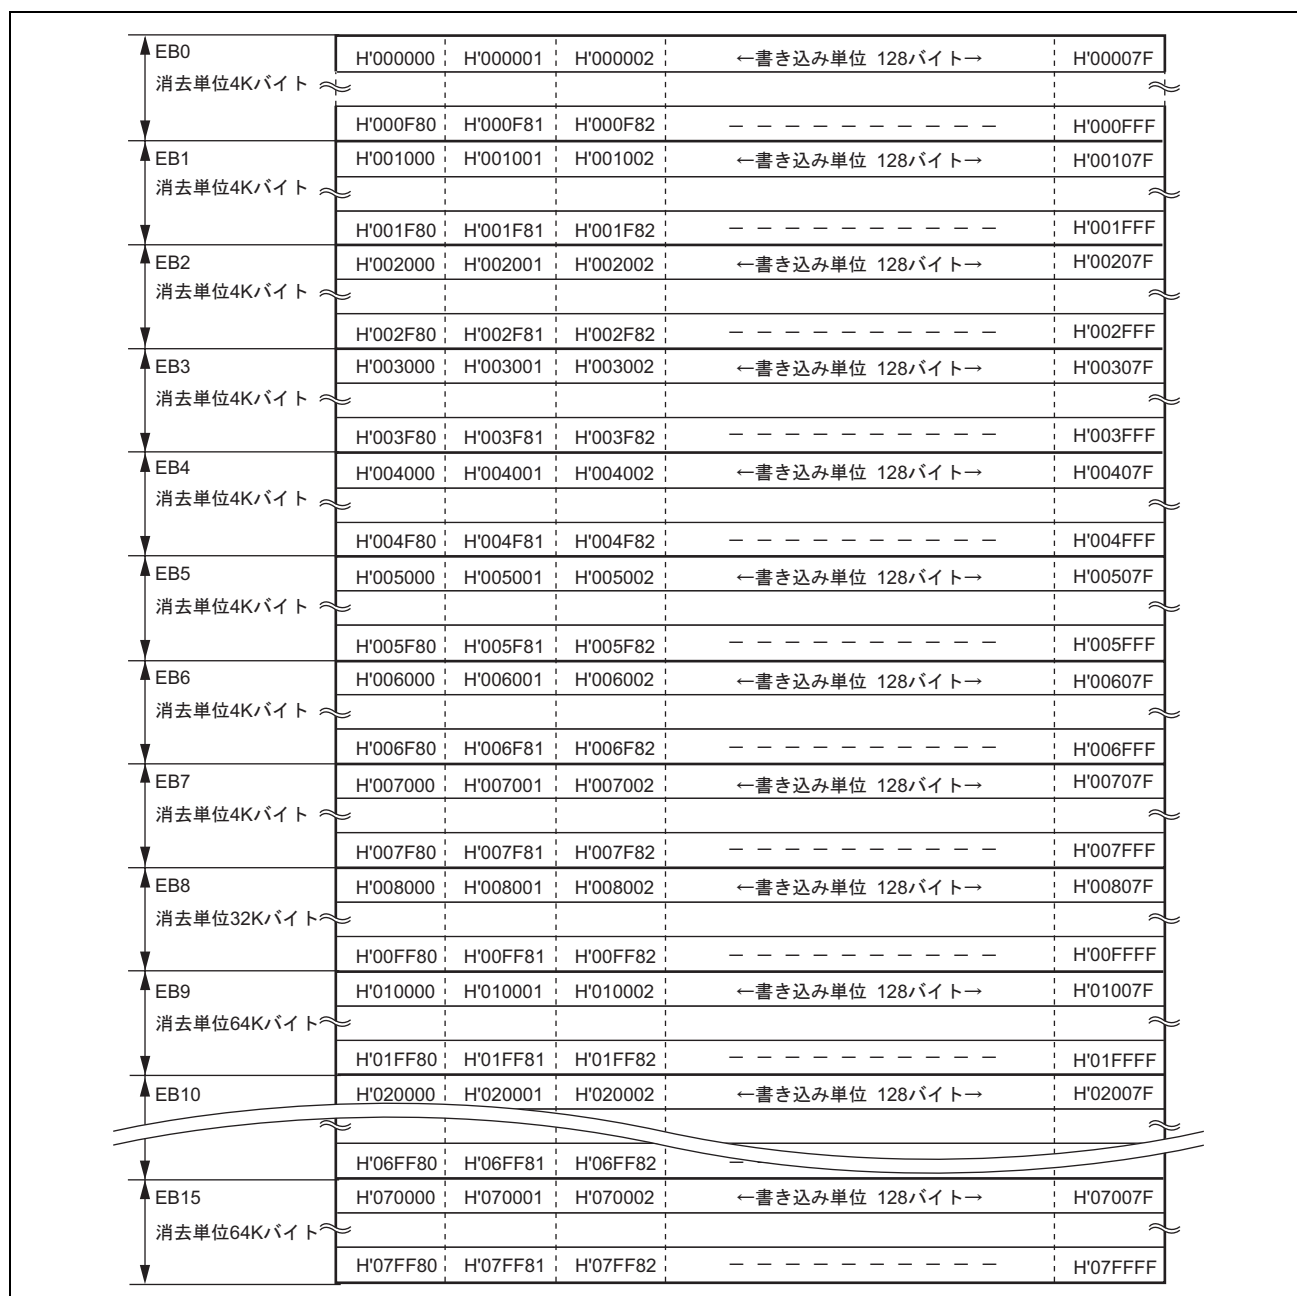 EB0 H'000000 H'000001 H'000002 ←書き込み単位 128バイト→ H'00007F
消去単位4Kバイト
H'000F80 H'000F81 H'000F82 － － － － － － － － － － H'000FFF
EB1 H'001000 H'001001 H'001002 ←書き込み単位 128バイト→ H'00107F
消去単位4Kバイト
H'001F80 H'001F81 H'001F82 － － － － － － － － － － H'001FFF
EB2 H'002000 H'002001 H'002002 ←書き込み単位 128バイト→ H'00207F
消去単位4Kバイト
H'002F80 H'002F81 H'002F82 － － － － － － － － － － H'002FFF
EB3 H'003000 H'003001 H'003002 ←書き込み単位 128バイト→ H'00307F
消去単位4Kバイト
H'003F80 H'003F81 H'003F82 － － － － － － － － － － H'003FFF
EB4 H'004000 H'004001 H'004002 ←書き込み単位 128バイト→ H'00407F
消去単位4Kバイト
H'004F80 H'004F81 H'004F82 － － － － － － － － － － H'004FFF
EB5 H'005000 H'005001 H'005002 ←書き込み単位 128バイト→ H'00507F
消去単位4Kバイト
H'005F80 H'005F81 H'005F82 － － － － － － － － － － H'005FFF
EB6 H'006000 H'006001 H'006002 ←書き込み単位 128バイト→ H'00607F
消去単位4Kバイト
H'006F80 H'006F81 H'006F82 － － － － － － － － － － H'006FFF
EB7 H'007000 H'007001 H'007002 ←書き込み単位 128バイト→ H'00707F
消去単位4Kバイト
H'007F80 H'007F81 H'007F82 － － － － － － － － － － H'007FFF
EB8 H'008000 H'008001 H'008002 ←書き込み単位 128バイト→ H'00807F
消去単位32Kバイト
H'00FF80 H'00FF81 H'00FF82 － － － － － － － － － － H'00FFFF
EB9 H'010000 H'010001 H'010002 ←書き込み単位 128バイト→ H'01007F
消去単位64Kバイト
H'01FF80 H'01FF81 H'01FF82 － － － － － － － － － － H'01FFFF
EB10 H'020000 H'020001 H'020002 ←書き込み単位 128バイト→ H'02007F
H'06FF80 H'06FF81 H'06FF82 －
EB15 H'070000 H'070001 H'070002 ←書き込み単位 128バイト→ H'07007F
消去単位64Kバイト
H'07FF80 H'07FF81 H'07FF82 － － － － － － － － － － H'07FFFF